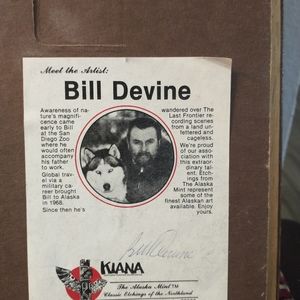 Meet the Artist:
Bill Devine
Awareness of na-
ture's magnifi-
cence came
early to Bill
at the San
Diego Zoo
where he
would often
accompany
his father
to work.
Global trav-
el via a
military ca-
reer brought
Bill to Alaska
in 1968.
Since then he's
wandered over The
Last Frontier re-
cording scenes
from a land un-
fettered and
cageless.
We're proud
of our asso-
ciation with
this extraor-
dinary tal-
ent. Etch-
ings from
The Alaska
Mint represent
some of the
finest Alaskan art
available. Enjoy
yours.
Bill Devine
KIANA
The Alaska Mint™
Classic Etchings of the Northland